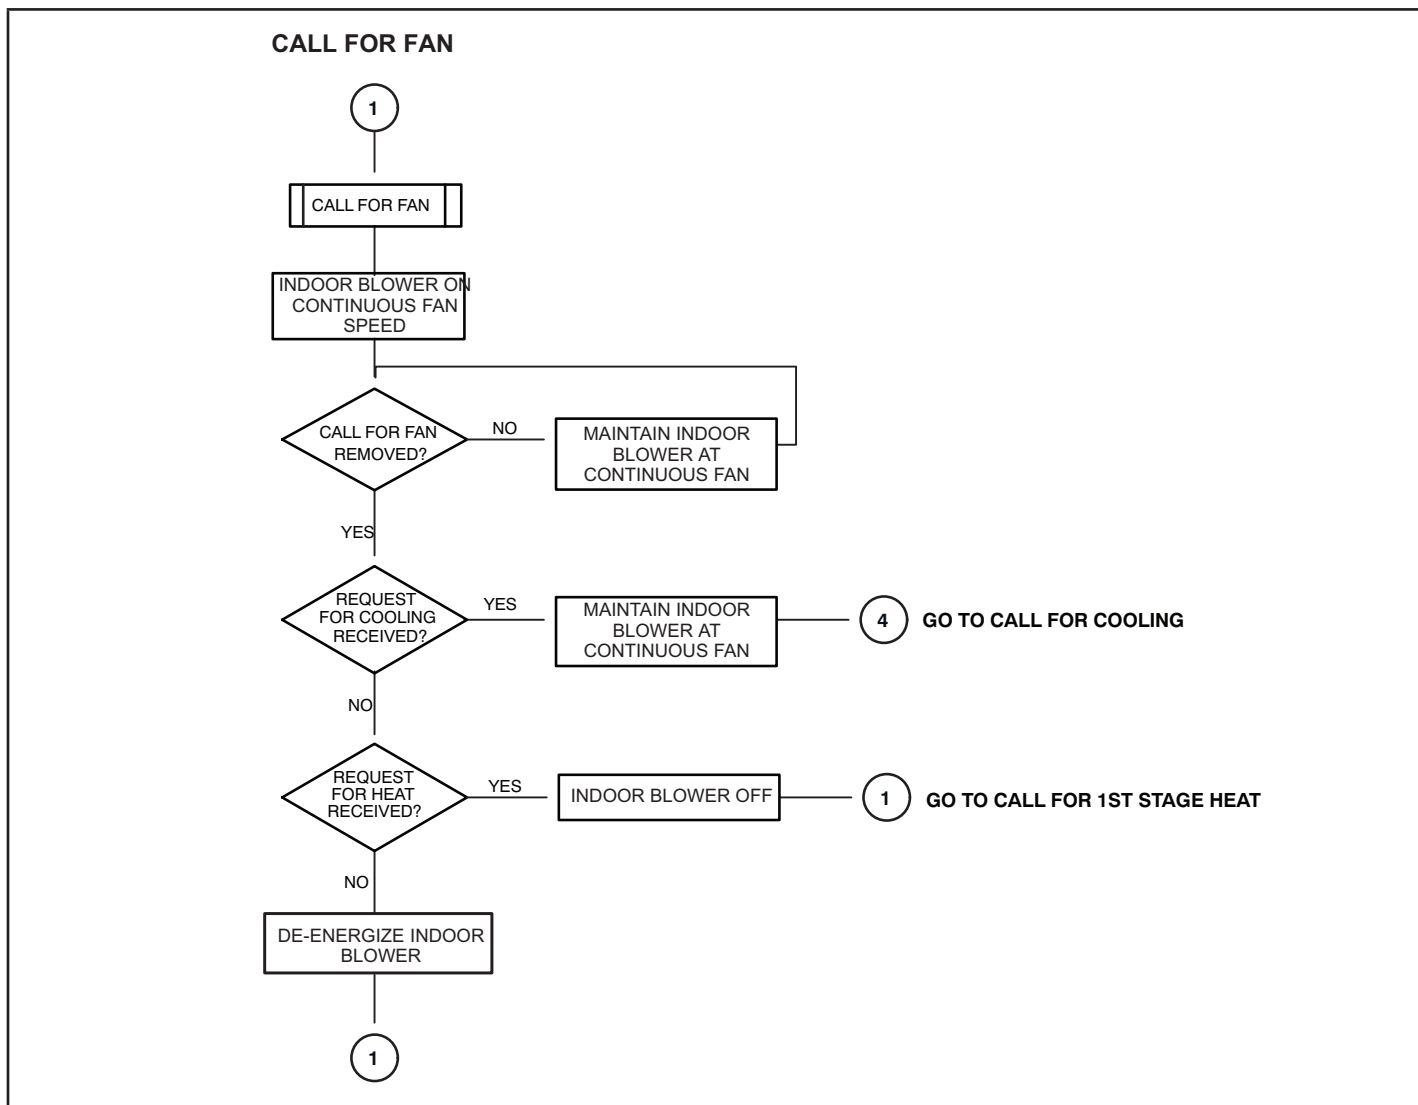 CALL FOR FAN
1
CALL FOR FAN
INDOOR BLOWER ON
CONTINUOUS FAN
SPEED
CALL FOR FAN
REMOVED?
NO
MAINTAIN INDOOR
BLOWER AT
CONTINUOUS FAN
YES
REQUEST
FOR COOLING
RECEIVED?
YES
MAINTAIN INDOOR
BLOWER AT
CONTINUOUS FAN
4
GO TO CALL FOR COOLING
NO
REQUEST
FOR HEAT
RECEIVED?
YES
INDOOR BLOWER OFF
1
GO TO CALL FOR 1ST STAGE HEAT
NO
DE-ENERGIZE INDOOR
BLOWER
1